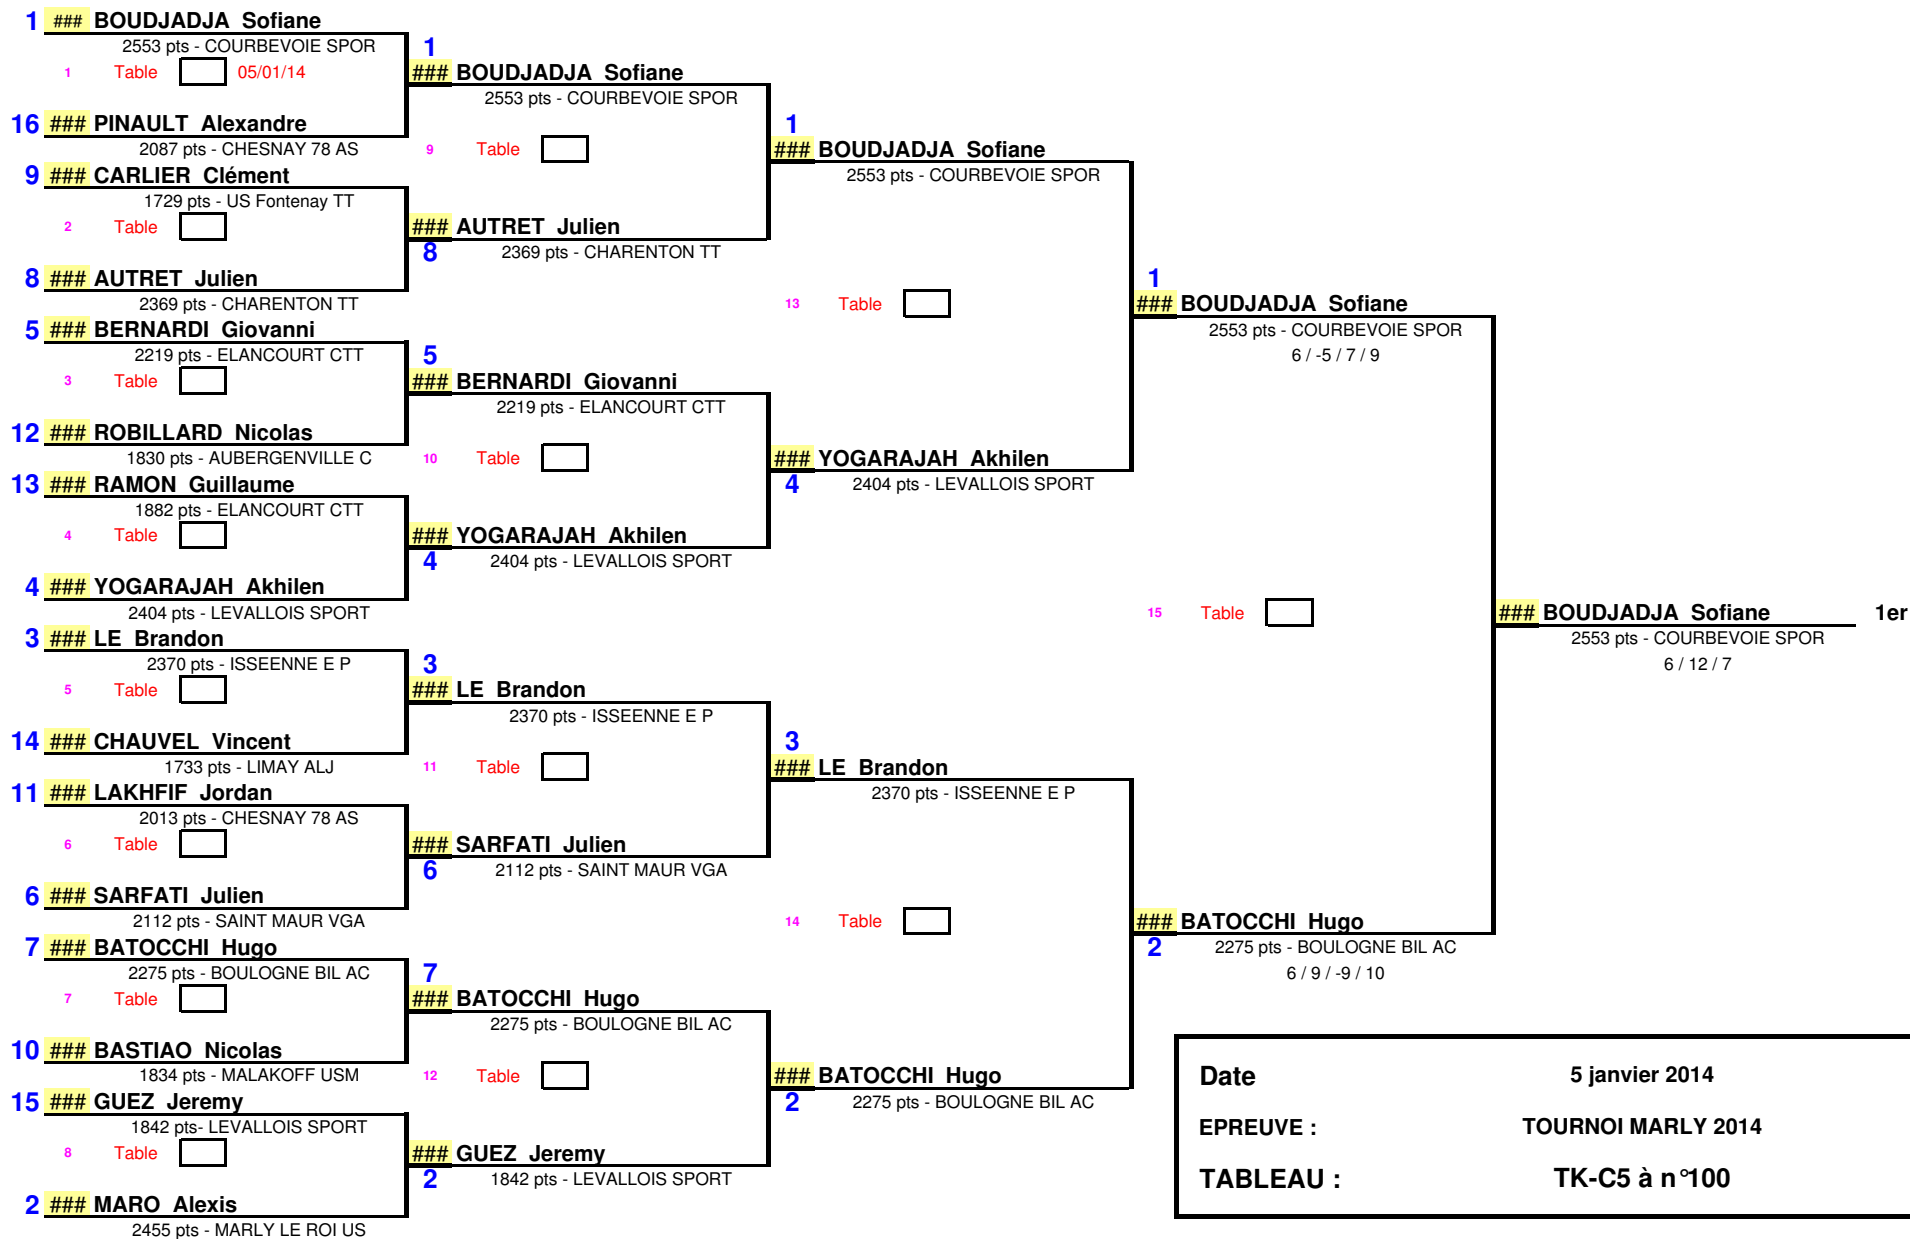 1 ### BOUDJADJA Sofiane
2553 pts - COURBEVOIE SPOR
1 Table 05/01/14
16 ### PINAULT Alexandre
2087 pts - CHESNAY 78 AS
9 ### CARLIER Clément
1729 pts - US Fontenay TT
2 Table
8 ### AUTRET Julien
2369 pts - CHARENTON TT
5 ### BERNARDI Giovanni
2219 pts - ELANCOURT CTT
3 Table
12 ### ROBILLARD Nicolas
1830 pts - AUBERGENVILLE C
13 ### RAMON Guillaume
1882 pts - ELANCOURT CTT
4 Table
4 ### YOGARAJAH Akhilen
2404 pts - LEVALLOIS SPORT
3 ### LE Brandon
2370 pts - ISSEENNE E P
5 Table
14 ### CHAUVEL Vincent
1733 pts - LIMAY ALJ
11 ### LAKHFIF Jordan
2013 pts - CHESNAY 78 AS
6 Table
6 ### SARFATI Julien
2112 pts - SAINT MAUR VGA
7 ### BATOCCHI Hugo
2275 pts - BOULOGNE BIL AC
7 Table
10 ### BASTIAO Nicolas
1834 pts - MALAKOFF USM
15 ### GUEZ Jeremy
1842 pts- LEVALLOIS SPORT
8 Table
2 ### MARO Alexis
2455 pts - MARLY LE ROI US
1
### BOUDJADJA Sofiane
2553 pts - COURBEVOIE SPOR
9 Table
### AUTRET Julien
8
2369 pts - CHARENTON TT
5
### BERNARDI Giovanni
2219 pts - ELANCOURT CTT
10 Table
### YOGARAJAH Akhilen
4
2404 pts - LEVALLOIS SPORT
3
### LE Brandon
2370 pts - ISSEENNE E P
11 Table
### SARFATI Julien
6
2112 pts - SAINT MAUR VGA
7
### BATOCCHI Hugo
2275 pts - BOULOGNE BIL AC
12 Table
### GUEZ Jeremy
2
1842 pts - LEVALLOIS SPORT
1
### BOUDJADJA Sofiane
2553 pts - COURBEVOIE SPOR
13 Table
### YOGARAJAH Akhilen
4
2404 pts - LEVALLOIS SPORT
3
### LE Brandon
2370 pts - ISSEENNE E P
14 Table
### BATOCCHI Hugo
2
2275 pts - BOULOGNE BIL AC
1
### BOUDJADJA Sofiane
2553 pts - COURBEVOIE SPOR
6 / -5 / 7 / 9
15 Table
### BATOCCHI Hugo
2
2275 pts - BOULOGNE BIL AC
6 / 9 / -9 / 10
### BOUDJADJA Sofiane 1er
2553 pts - COURBEVOIE SPOR
6 / 12 / 7
Date 5 janvier 2014
EPREUVE : TOURNOI MARLY 2014
TABLEAU : TK-C5 à n°100